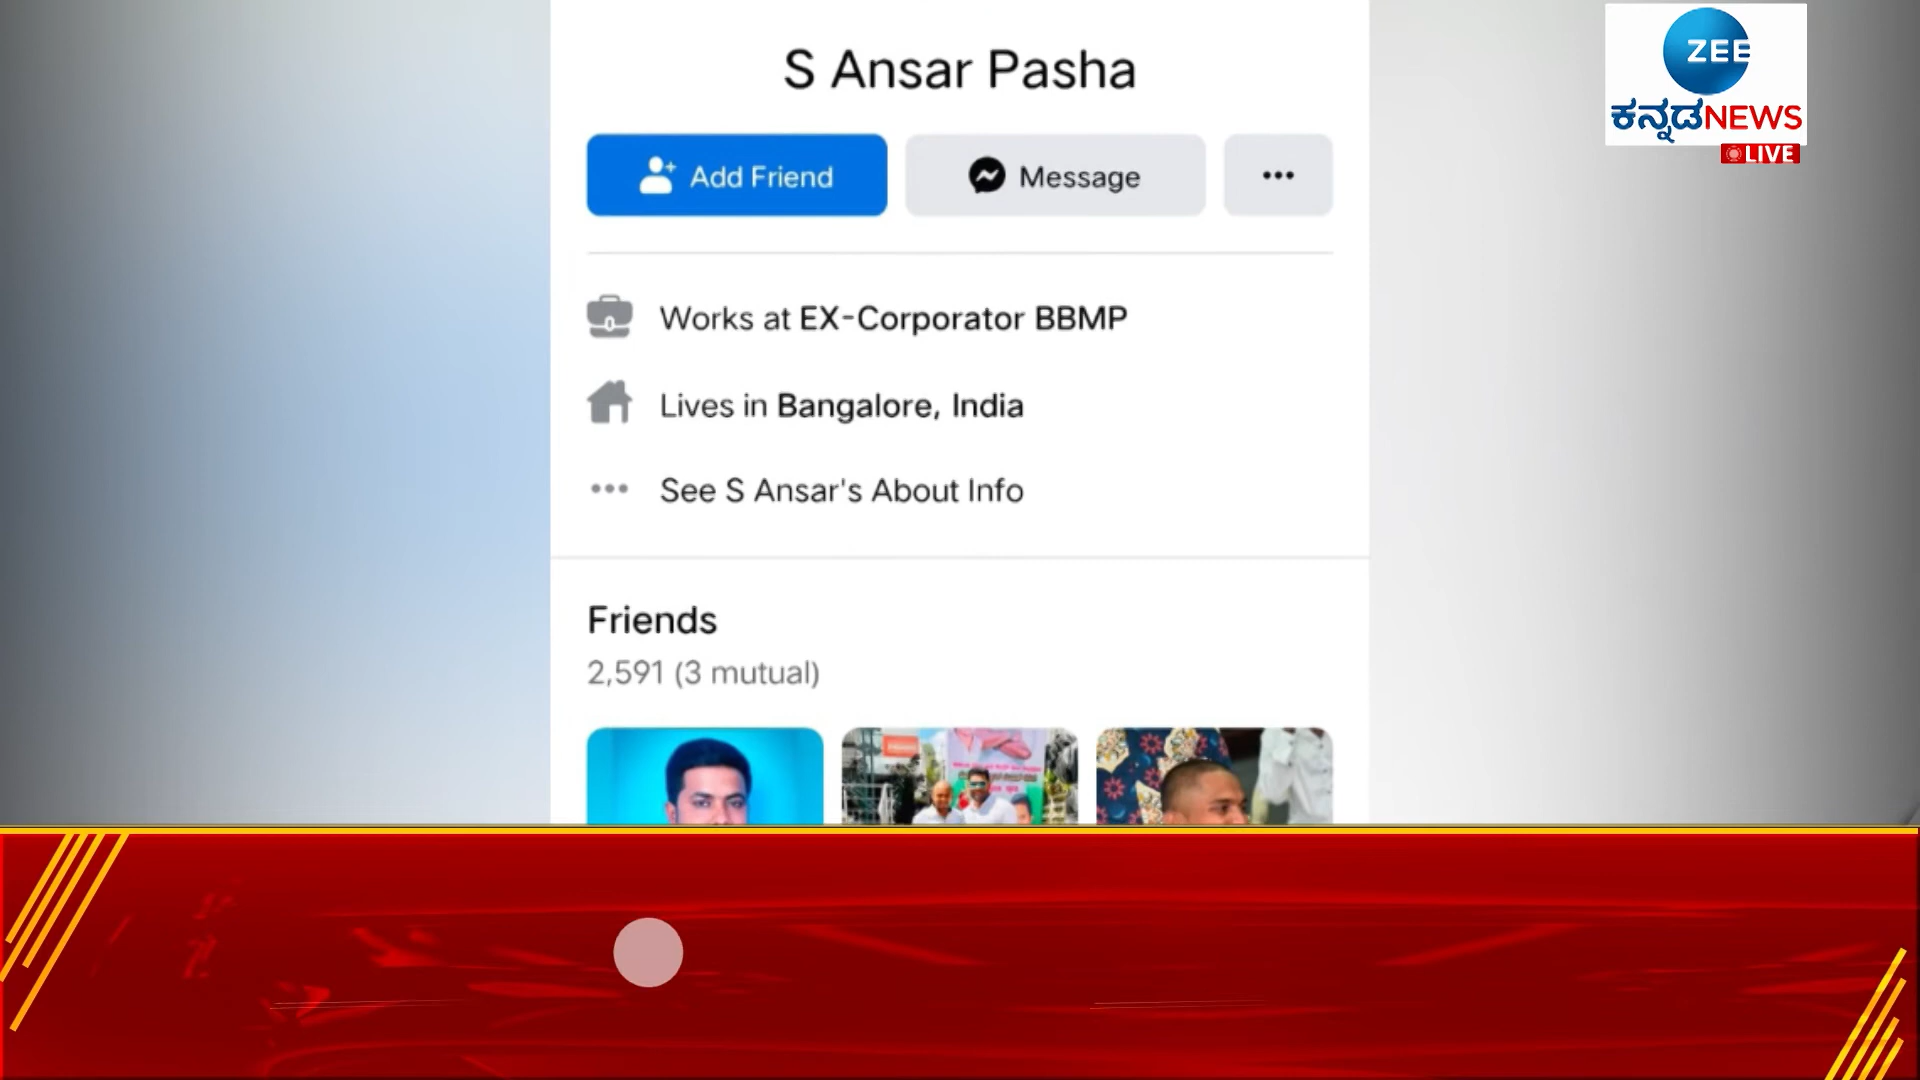 S Ansar Pasha
ZEE
ಕನ್ನಡNEWS
LIVE
Add Friend
Message
Works at EX-Corporator BBMP
Lives in Bangalore, India
See S Ansar's About Info
Friends
2,591 (3 mutual)